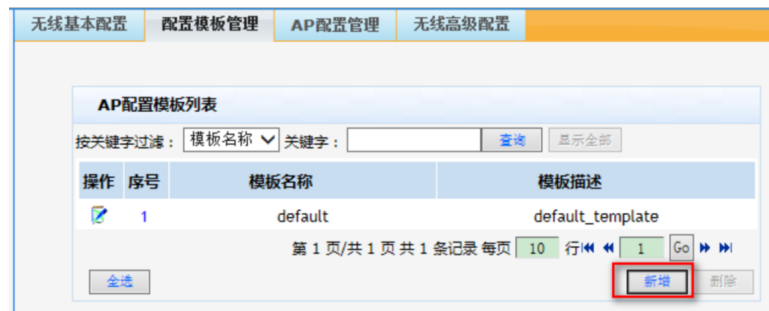 无线基本配置 配置模板管理 AP配置管理 无线高级配置
AP配置模板列表
按关键字过滤： 模板名称 关键字： 查询 显示全部
操作 序号 模板名称 模板描述
1 default default_template
第 1 页/共 1 页 共 1 条记录 每页 10 行 1 Go
全选 新增 删除